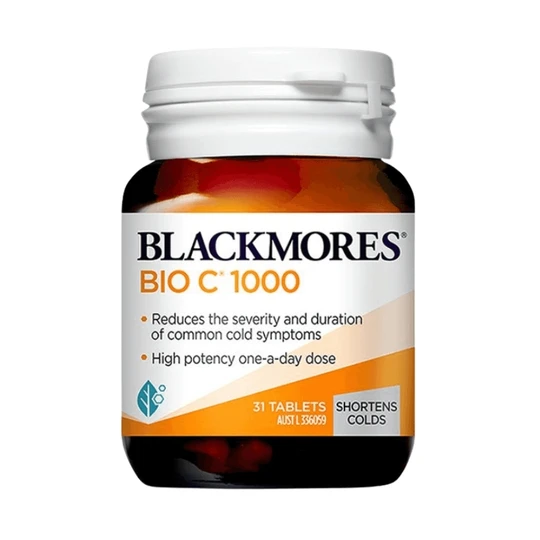 BLACKMORES®
BIO C* 1000
• Reduces the severity and duration
of common cold symptoms
• High potency one-a-day dose
31 TABLETS
AUST L 336059
SHORTENS
COLDS